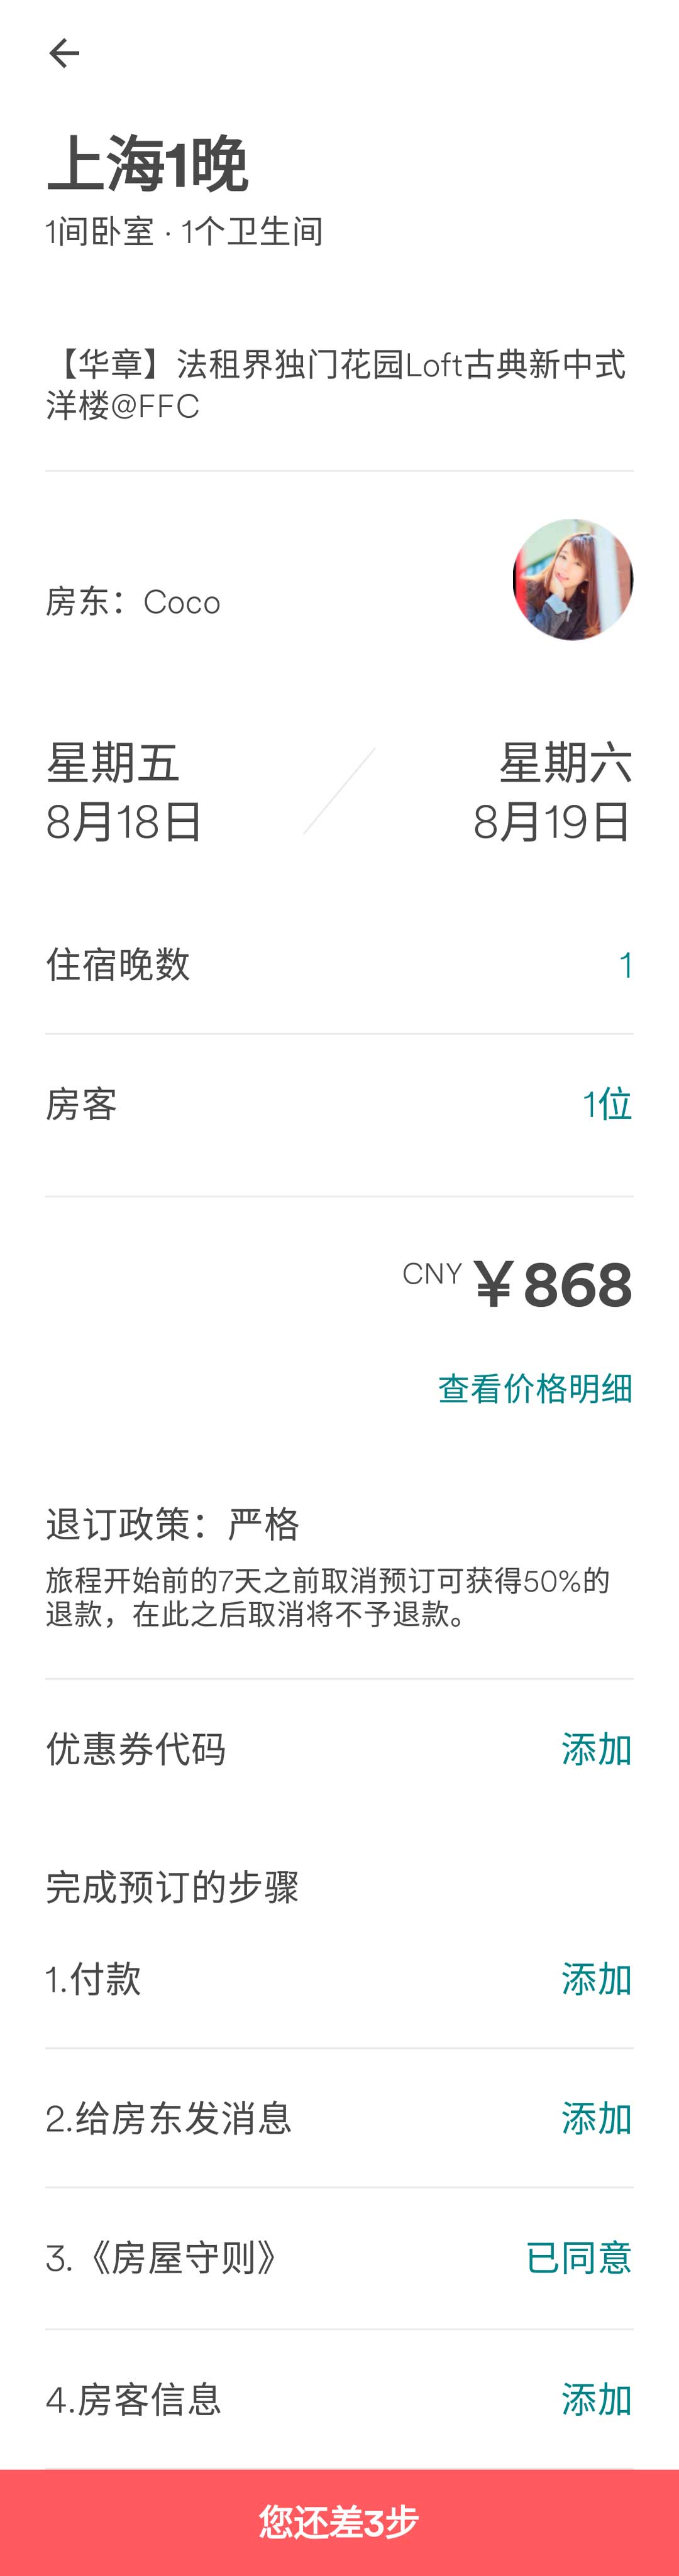 上海1晚
1间卧室 · 1个卫生间
【华章】法租界独门花园Loft古典新中式
洋楼@FFC
房东：Coco
星期五
8月18日
星期六
8月19日
住宿晚数 1
房客 1位
CNY ￥868
查看价格明细
退订政策：严格
旅程开始前的7天之前取消预订可获得50%的
退款，在此之后取消将不予退款。
优惠券代码 添加
完成预订的步骤
1.付款 添加
2.给房东发消息 添加
3.《房屋守则》 已同意
4.房客信息 添加
您还差3步